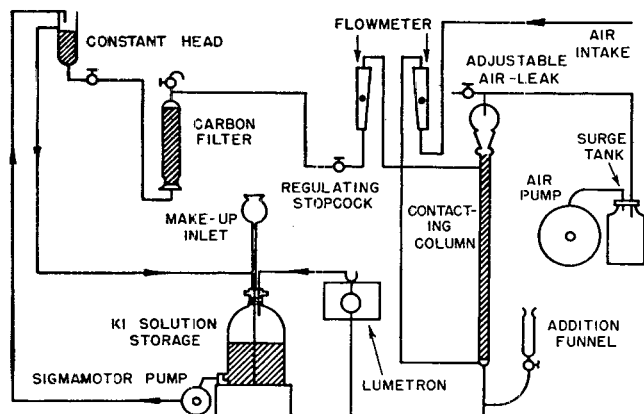 FLOWMETER
CONSTANT HEAD
AIR
INTAKE
ADJUSTABLE
AIR-LEAK
CARBON
FILTER
SURGE
TANK
REGULATING
STOPCOCK
AIR
PUMP
MAKE-UP
INLET
CONTACT-
ING
COLUMN
KI SOLUTION
STORAGE
ADDITION
FUNNEL
SIGMAMOTOR PUMP
LUMETRON